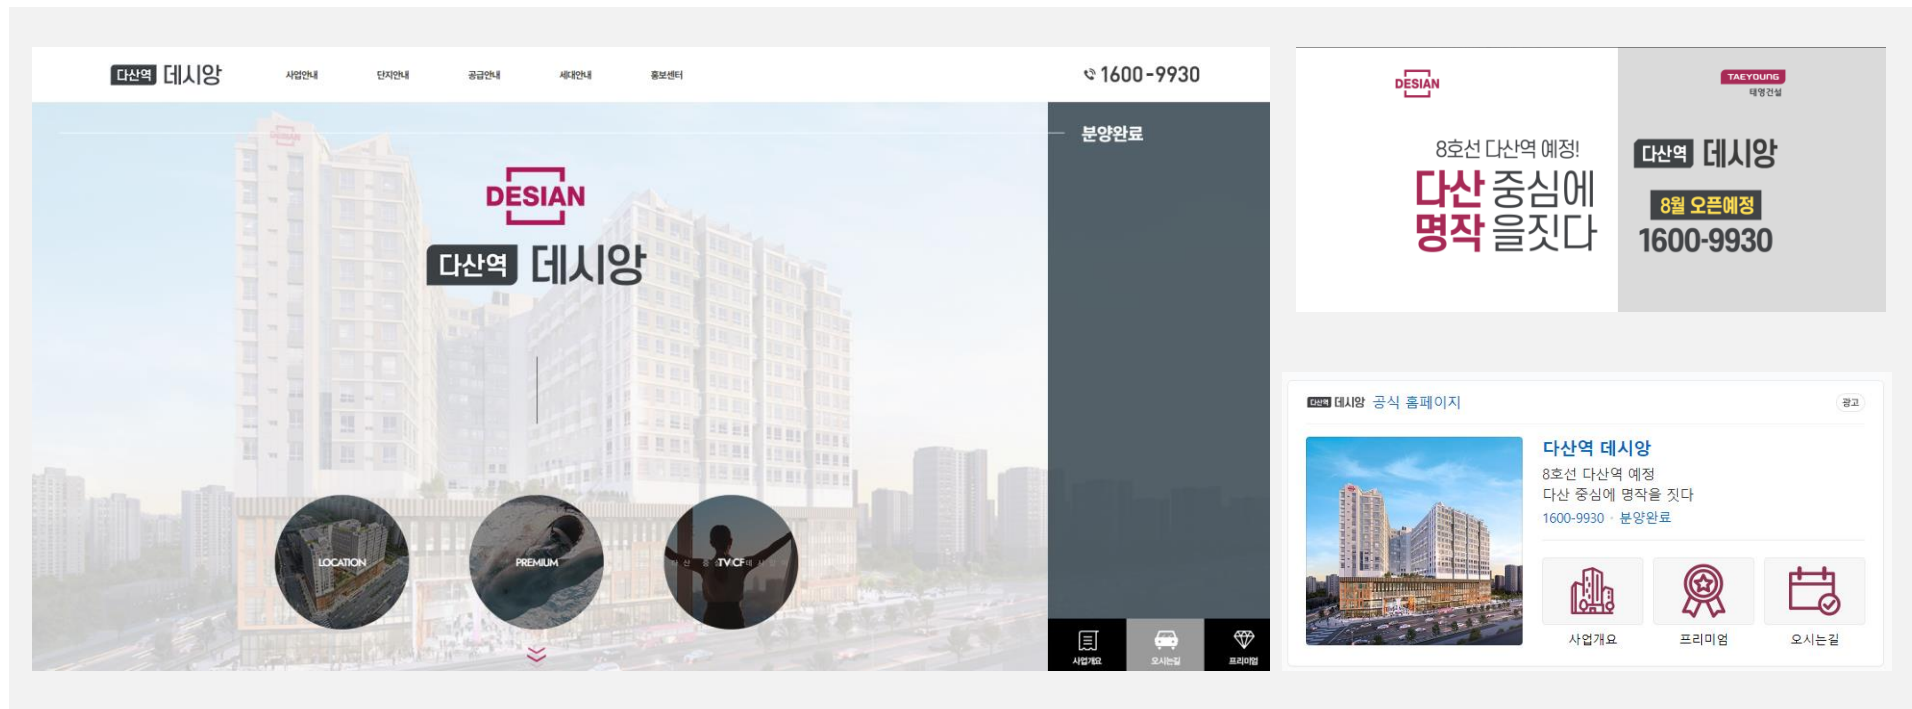 다산역 데시앙
사업안내 단지안내 공급안내 세대안내 홍보센터
1600-9930
분양완료
DESIAN
DESIAN
다산역 데시앙
LOCATION
PREMIUM
TV CF
사업개요 오시는길 프리미엄
DESIAN
8호선 다산역 예정!
다산 중심에
명작을짓다
TAEYOUNG
태영건설
다산역 데시앙
8월 오픈예정
1600-9930
다산역 데시앙 공식 홈페이지
광고
다산역 데시앙
8호선 다산역 예정
다산 중심에 명작을 짓다
1600-9930 · 분양완료
사업개요 프리미엄 오시는길